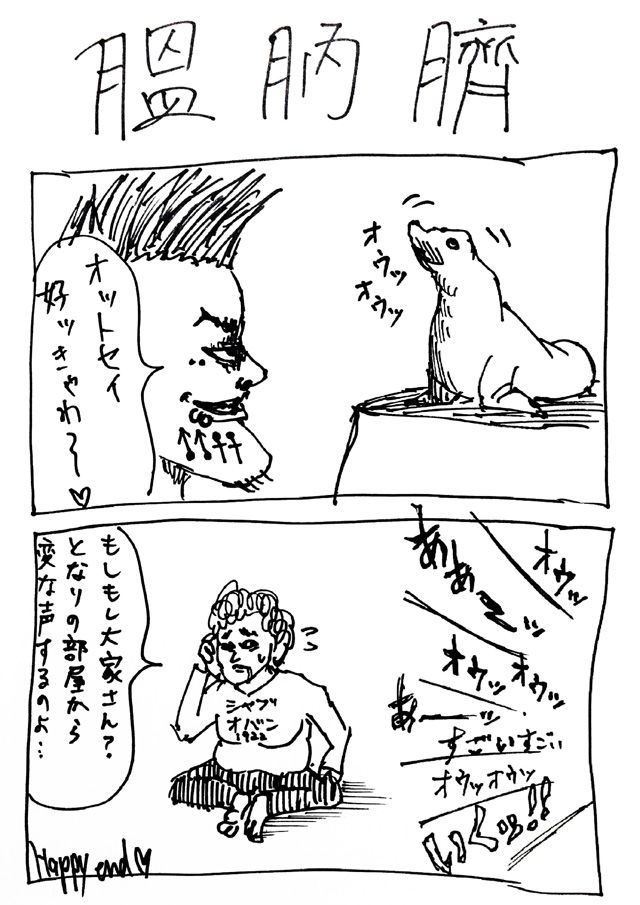 膃肭臍
オウッ
オウッ
オットセイ
好ッきゃわ〜♡
オウッ
ああ〜ッ
オウッ オウッ
あーッ
すごいすごい
オウッオウッ
いくッ!!
シャブ
オバン
もしもし大家さん?
となりの部屋から
変な声するのよ…
Happy end♡